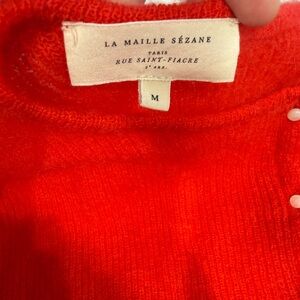 LA MAILLE SÉZANE
PARIS
RUE SAINT-FIACRE
2e ARR.
M